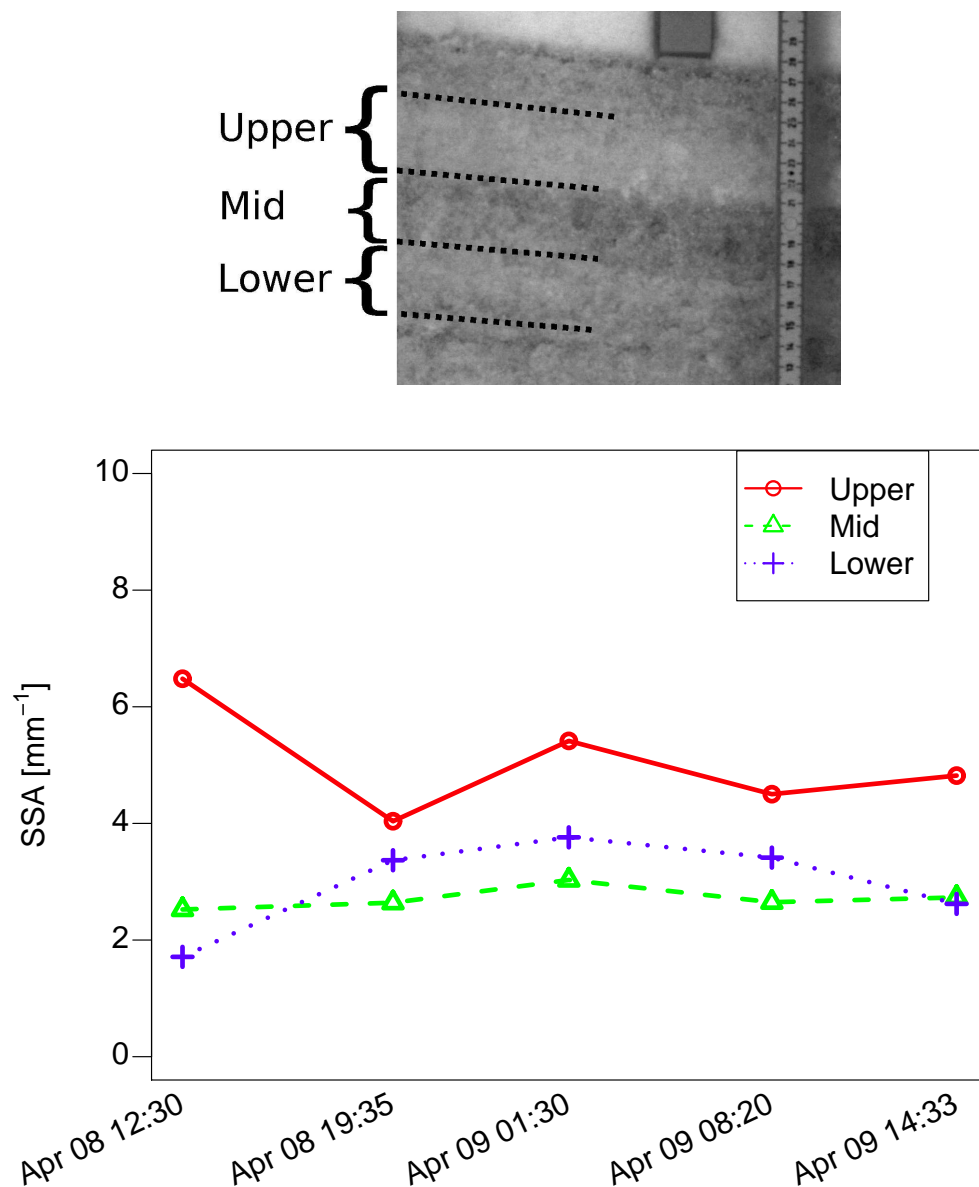 Upper
Mid
Lower
10
8
6
4
2
0
SSA [mm⁻¹]
Upper
Mid
Lower
Apr 08 12:30
Apr 08 19:35
Apr 09 01:30
Apr 09 08:20
Apr 09 14:33